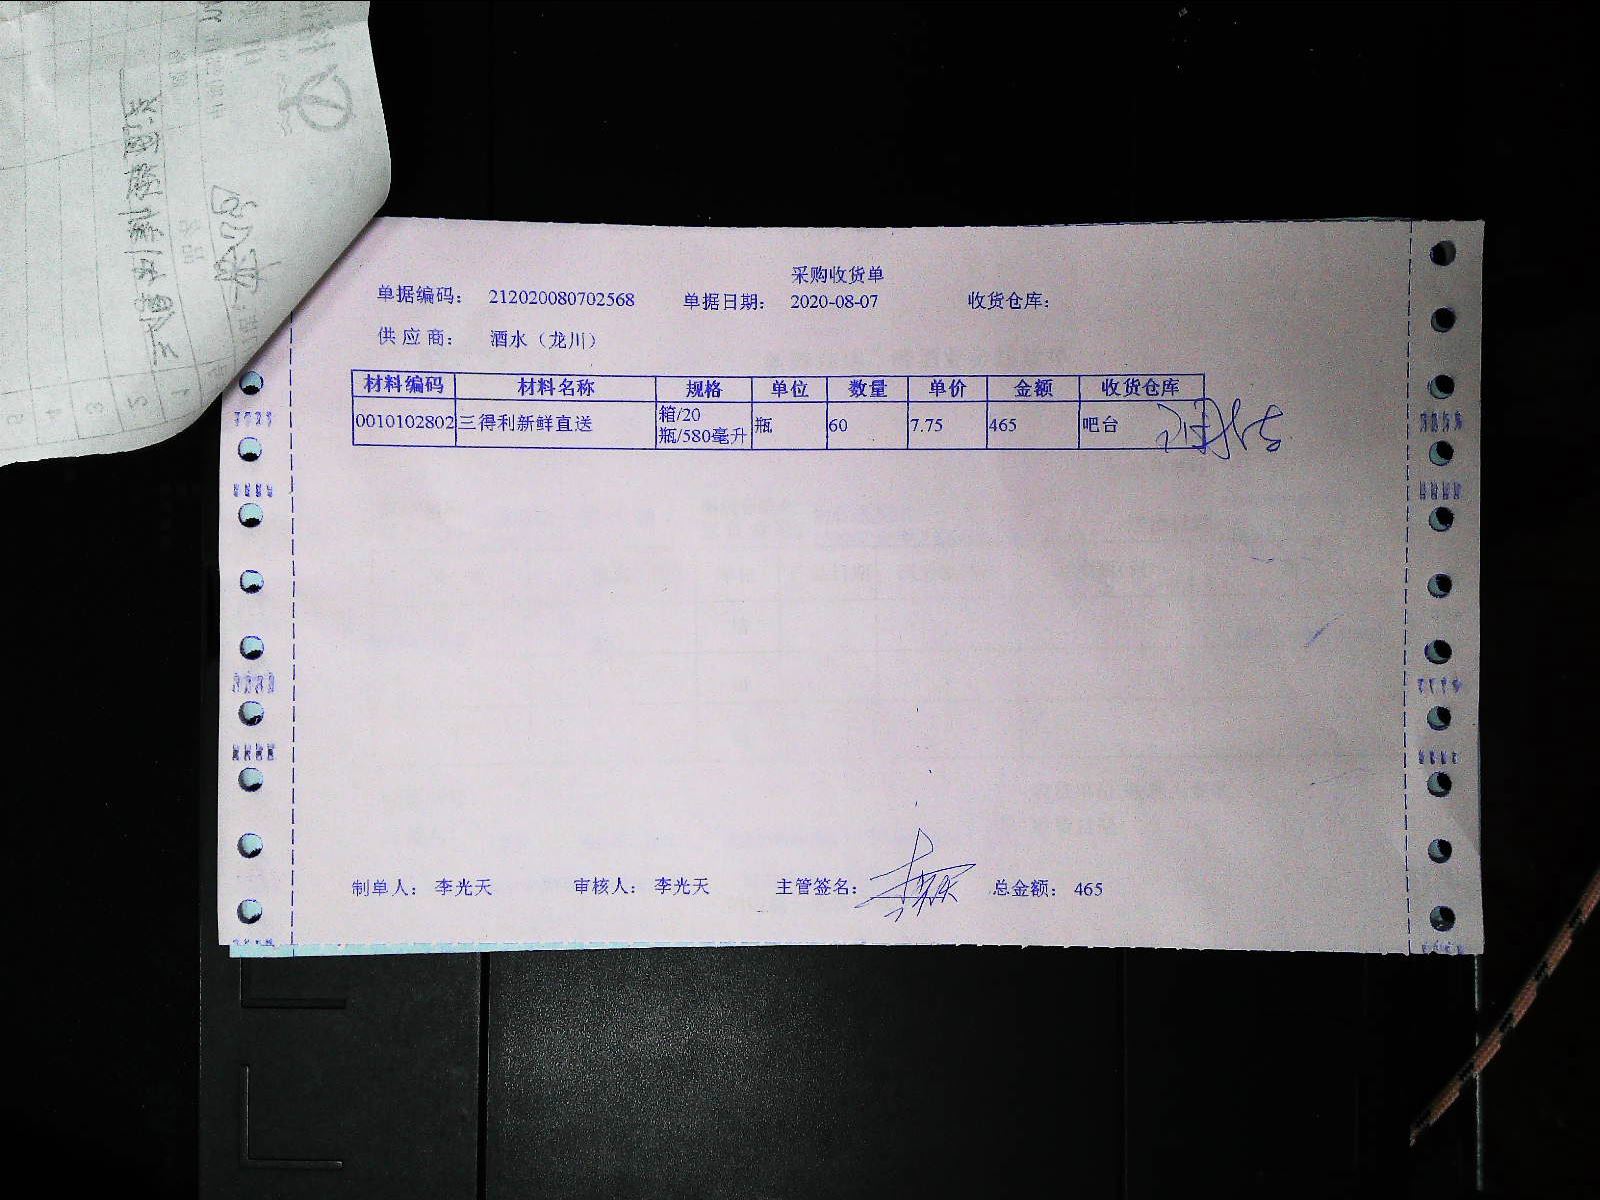 采购收货单
单据编码： 212020080702568 单据日期： 2020-08-07 收货仓库：
供 应 商： 酒水（龙川）
材料编码 材料名称 规格 单位 数量 单价 金额 收货仓库
0010102802 三得利新鲜直送 箱/20 瓶 60 7.75 465 吧台
瓶/580毫升
制单人： 李光天 审核人： 李光天 主管签名： 总金额： 465